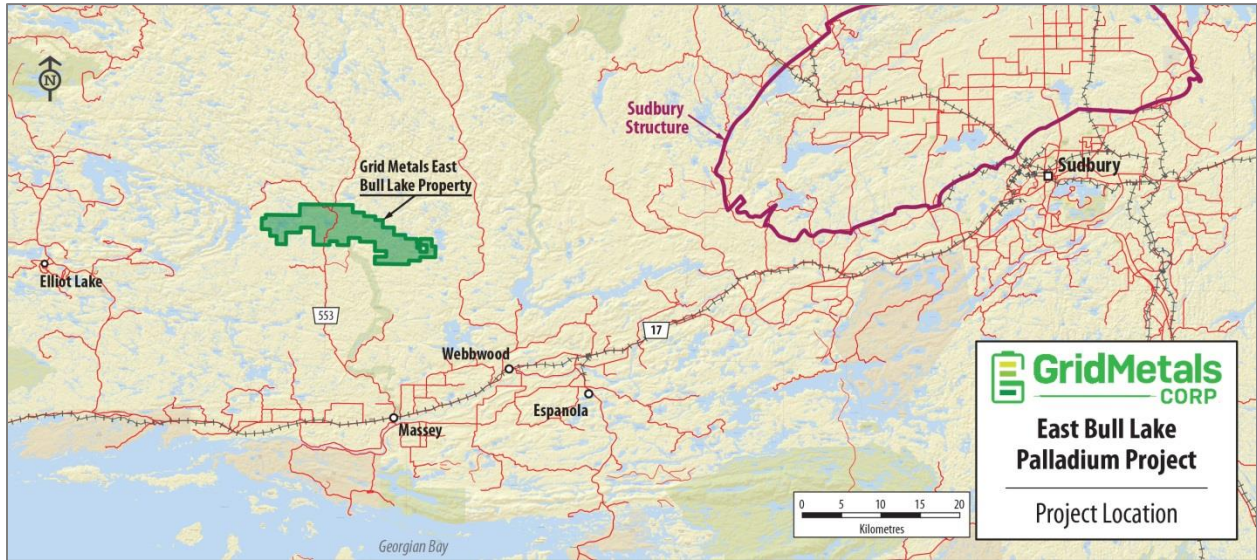 N
Sudbury
Structure
Sudbury
Grid Metals East
Bull Lake Property
Elliot Lake
553
17
Webbwood
Espanola
Massey
Georgian Bay
0 5 10 15 20
Kilometres
GridMetals
CORP
East Bull Lake
Palladium Project
Project Location